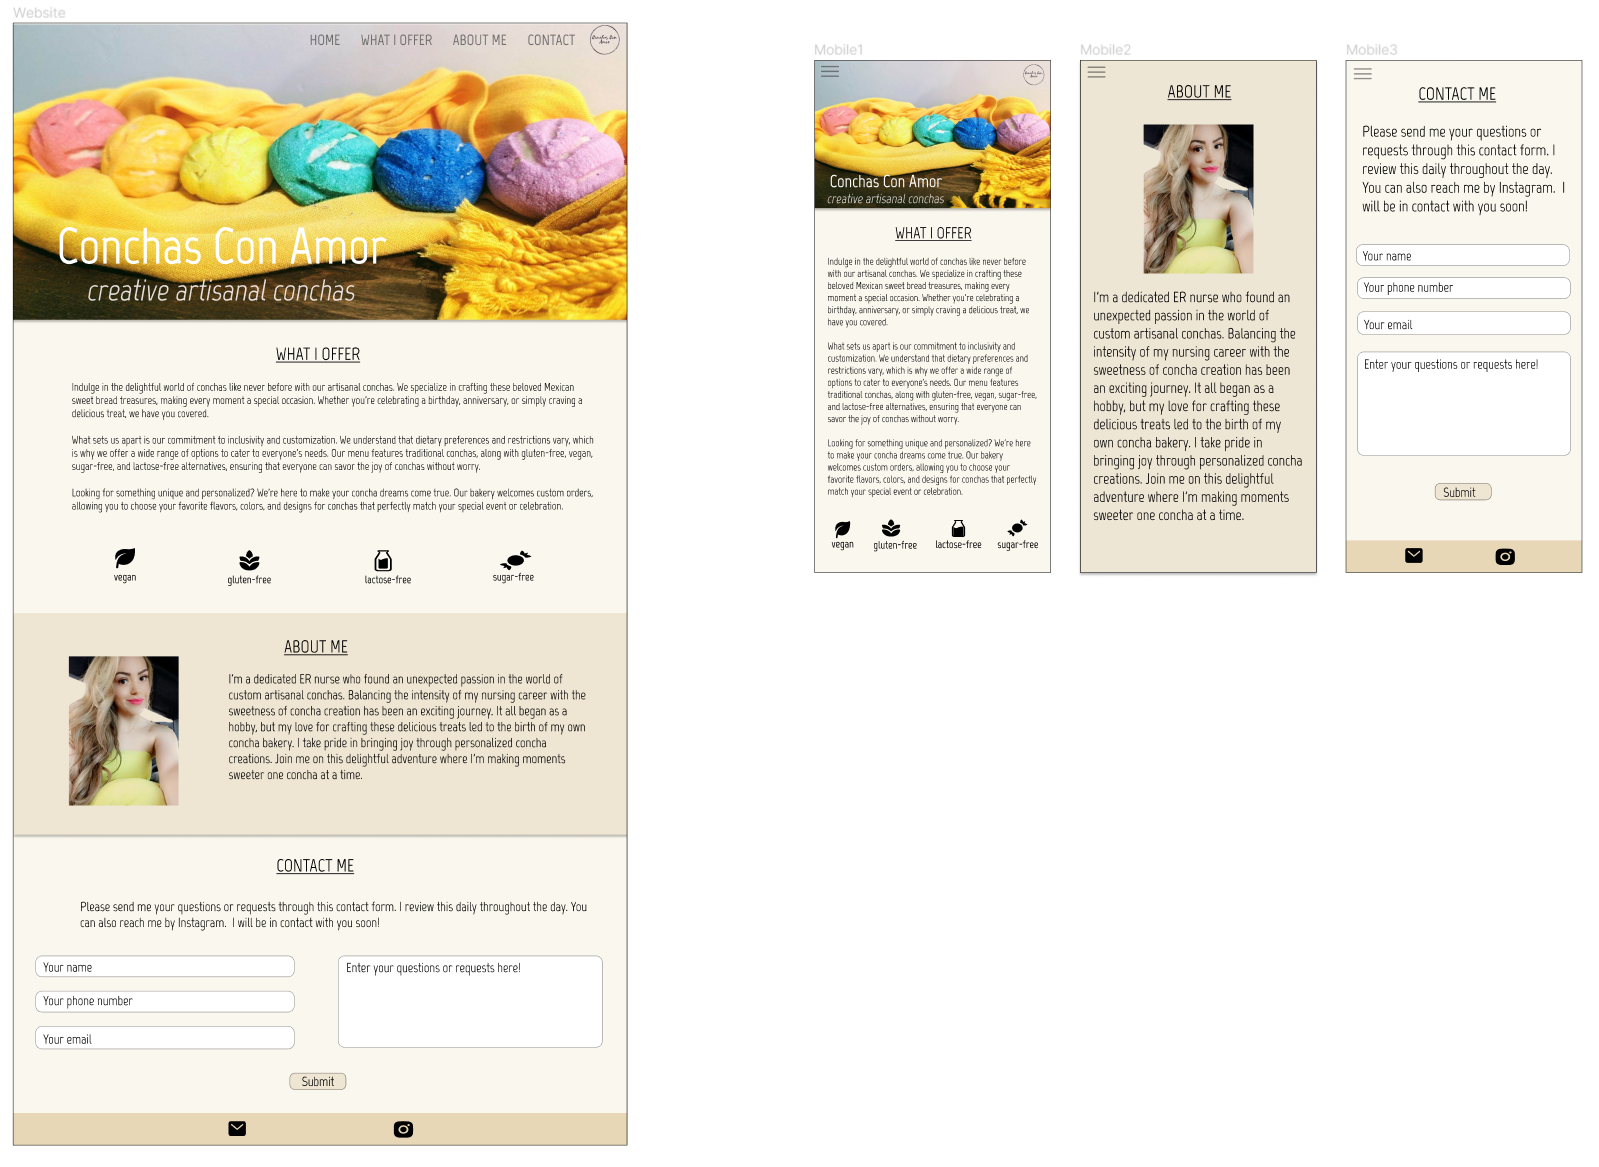 Website
HOME WHAT I OFFER ABOUT ME CONTACT
Conchas Con Amor
Conchas Con Amor
creative artisanal conchas
WHAT I OFFER
Indulge in the delightful world of conchas like never before with our artisanal conchas. We specialize in crafting these beloved Mexican
sweet bread treasures, making every moment a special occasion. Whether you're celebrating a birthday, anniversary, or simply craving a
delicious treat, we have you covered.
What sets us apart is our commitment to inclusivity and customization. We understand that dietary preferences and restrictions vary, which
is why we offer a wide range of options to cater to everyone's needs. Our menu features traditional conchas, along with gluten-free, vegan,
sugar-free, and lactose-free alternatives, ensuring that everyone can savor the joy of conchas without worry.
Looking for something unique and personalized? We're here to make your concha dreams come true. Our bakery welcomes custom orders,
allowing you to choose your favorite flavors, colors, and designs for conchas that perfectly match your special event or celebration.
vegan gluten-free lactose-free sugar-free
ABOUT ME
I'm a dedicated ER nurse who found an unexpected passion in the world of
custom artisanal conchas. Balancing the intensity of my nursing career with the
sweetness of concha creation has been an exciting journey. It all began as a
hobby, but my love for crafting these delicious treats led to the birth of my own
concha bakery. I take pride in bringing joy through personalized concha
creations. Join me on this delightful adventure where I'm making moments
sweeter one concha at a time.
CONTACT ME
Please send me your questions or requests through this contact form. I review this daily throughout the day. You
can also reach me by Instagram. I will be in contact with you soon!
Your name
Your phone number
Your email
Enter your questions or requests here!
Submit
Mobile1
Conchas Con Amor
Conchas Con Amor
creative artisanal conchas
WHAT I OFFER
Indulge in the delightful world of conchas like never before
with our artisanal conchas. We specialize in crafting these
beloved Mexican sweet bread treasures, making every
moment a special occasion. Whether you're celebrating a
birthday, anniversary, or simply craving a delicious treat, we
have you covered.
What sets us apart is our commitment to inclusivity and
customization. We understand that dietary preferences and
restrictions vary, which is why we offer a wide range of
options to cater to everyone's needs. Our menu features
traditional conchas, along with gluten-free, vegan, sugar-free,
and lactose-free alternatives, ensuring that everyone can
savor the joy of conchas without worry.
Looking for something unique and personalized? We're here
to make your concha dreams come true. Our bakery
welcomes custom orders, allowing you to choose your
favorite flavors, colors, and designs for conchas that perfectly
match your special event or celebration.
vegan gluten-free lactose-free sugar-free
Mobile2
ABOUT ME
I'm a dedicated ER nurse who found an
unexpected passion in the world of
custom artisanal conchas. Balancing the
intensity of my nursing career with the
sweetness of concha creation has been
an exciting journey. It all began as a
hobby, but my love for crafting these
delicious treats led to the birth of my
own concha bakery. I take pride in
bringing joy through personalized concha
creations. Join me on this delightful
adventure where I'm making moments
sweeter one concha at a time.
Mobile3
CONTACT ME
Please send me your questions or
requests through this contact form. I
review this daily throughout the day.
You can also reach me by Instagram. I
will be in contact with you soon!
Your name
Your phone number
Your email
Enter your questions or requests here!
Submit